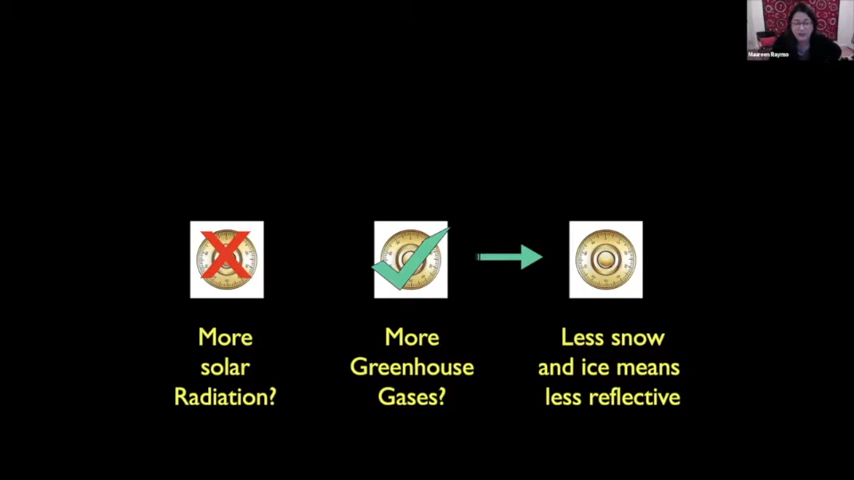 Maureen Raymo
More
solar
Radiation?
More
Greenhouse
Gases?
Less snow
and ice means
less reflective